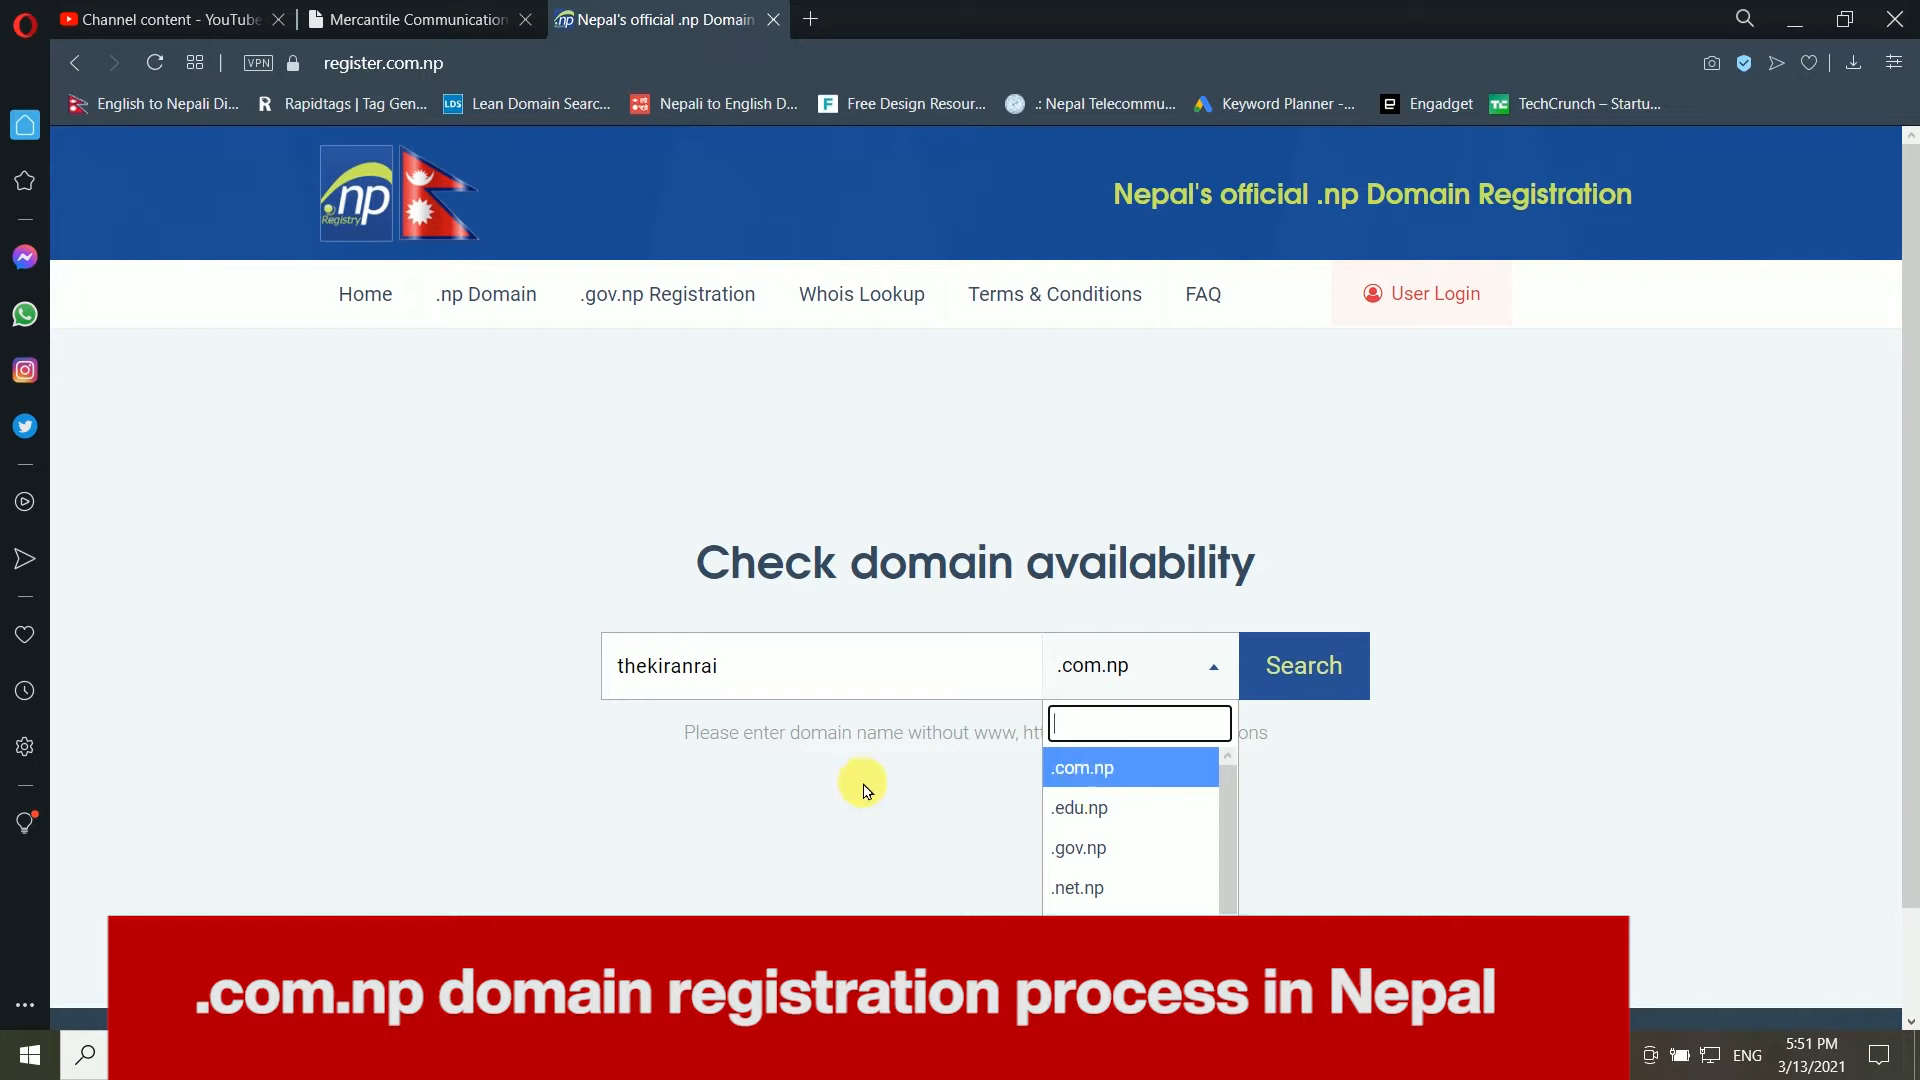 Channel content - YouTube
Mercantile Communication
Nepal's official .np Domain
VPN
register.com.np
English to Nepali Di...
R Rapidtags | Tag Gen...
LDS Lean Domain Searc...
Nepali to English D...
F Free Design Resour...
.: Nepal Telecommu...
Keyword Planner -...
e Engadget
TC TechCrunch – Startu...
.np
Registry
Nepal's official .np Domain Registration
Home
.np Domain
.gov.np Registration
Whois Lookup
Terms & Conditions
FAQ
User Login
Check domain availability
thekiranrai
.com.np
Search
Please enter domain name without www, ht
ons
.com.np
.edu.np
.gov.np
.net.np
.com.np domain registration process in Nepal
ENG
5:51 PM
3/13/2021